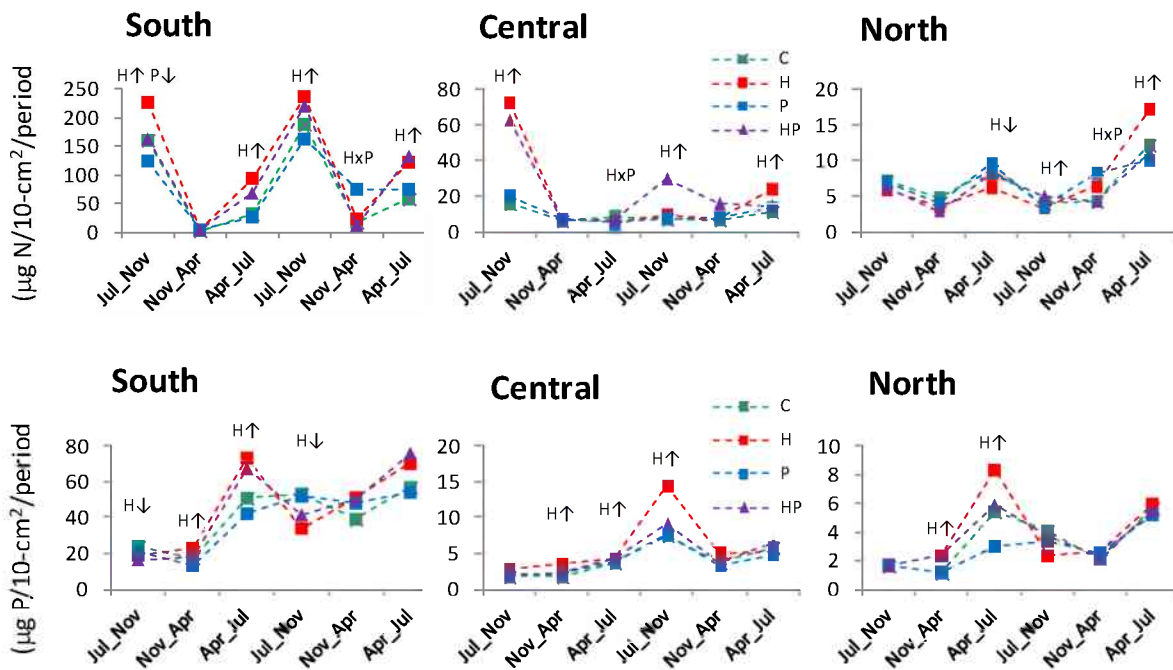 South
Central
North
(µg N/10-cm²/period
H↑ P↓
H↑
H↑
HxP
H↑
250
200
150
100
50
0
Jul_Nov
Nov_Apr
Apr_Jul
Jul_Nov
Nov_Apr
Apr_Jul
H↑
HxP
H↑
H↑
80
60
40
20
0
Jul_Nov
Nov_Apr
Apr_Jul
Jul_Nov
Nov_Apr
Apr_Jul
C
H
P
HP
H↓
H↑
HxP
H↑
20
15
10
5
0
Jul_Nov
Nov_Apr
Apr_Jul
Jul_Nov
Nov_Apr
Apr_Jul
South
Central
North
(µg P/10-cm²/period
H↓
H↑
H↑
H↓
80
60
40
20
0
Jul_Nov
Nov_Apr
Apr_Jul
Jul_Nov
Nov_Apr
Apr_Jul
H↑
H↑
H↑
20
15
10
5
0
Jul_Nov
Nov_Apr
Apr_Jul
Jul_Nov
Nov_Apr
Apr_Jul
C
H
P
HP
H↑
H↑
10
8
6
4
2
0
Jul_Nov
Nov_Apr
Apr_Jul
Jul_Nov
Nov_Apr
Apr_Jul